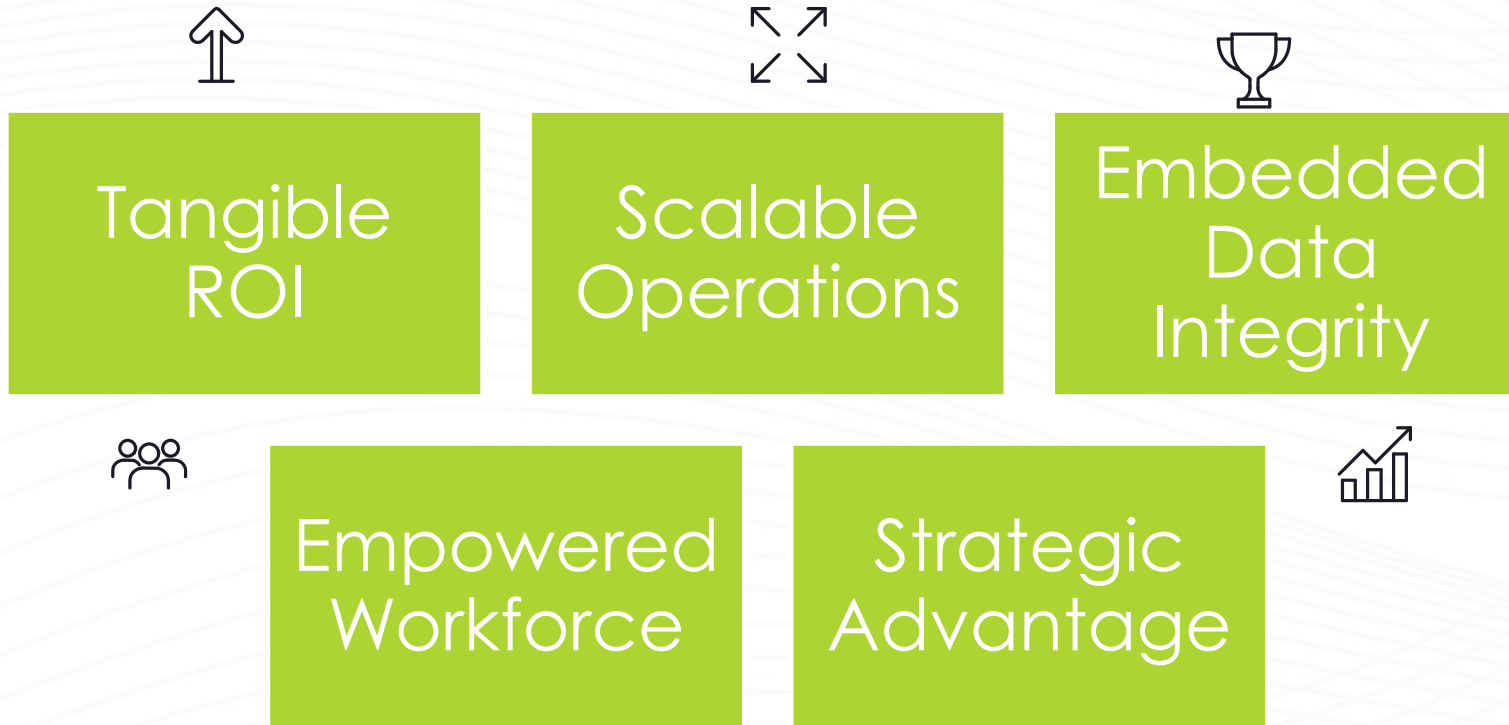 Tangible
ROI
Scalable
Operations
Embedded
Data
Integrity
Empowered
Workforce
Strategic
Advantage